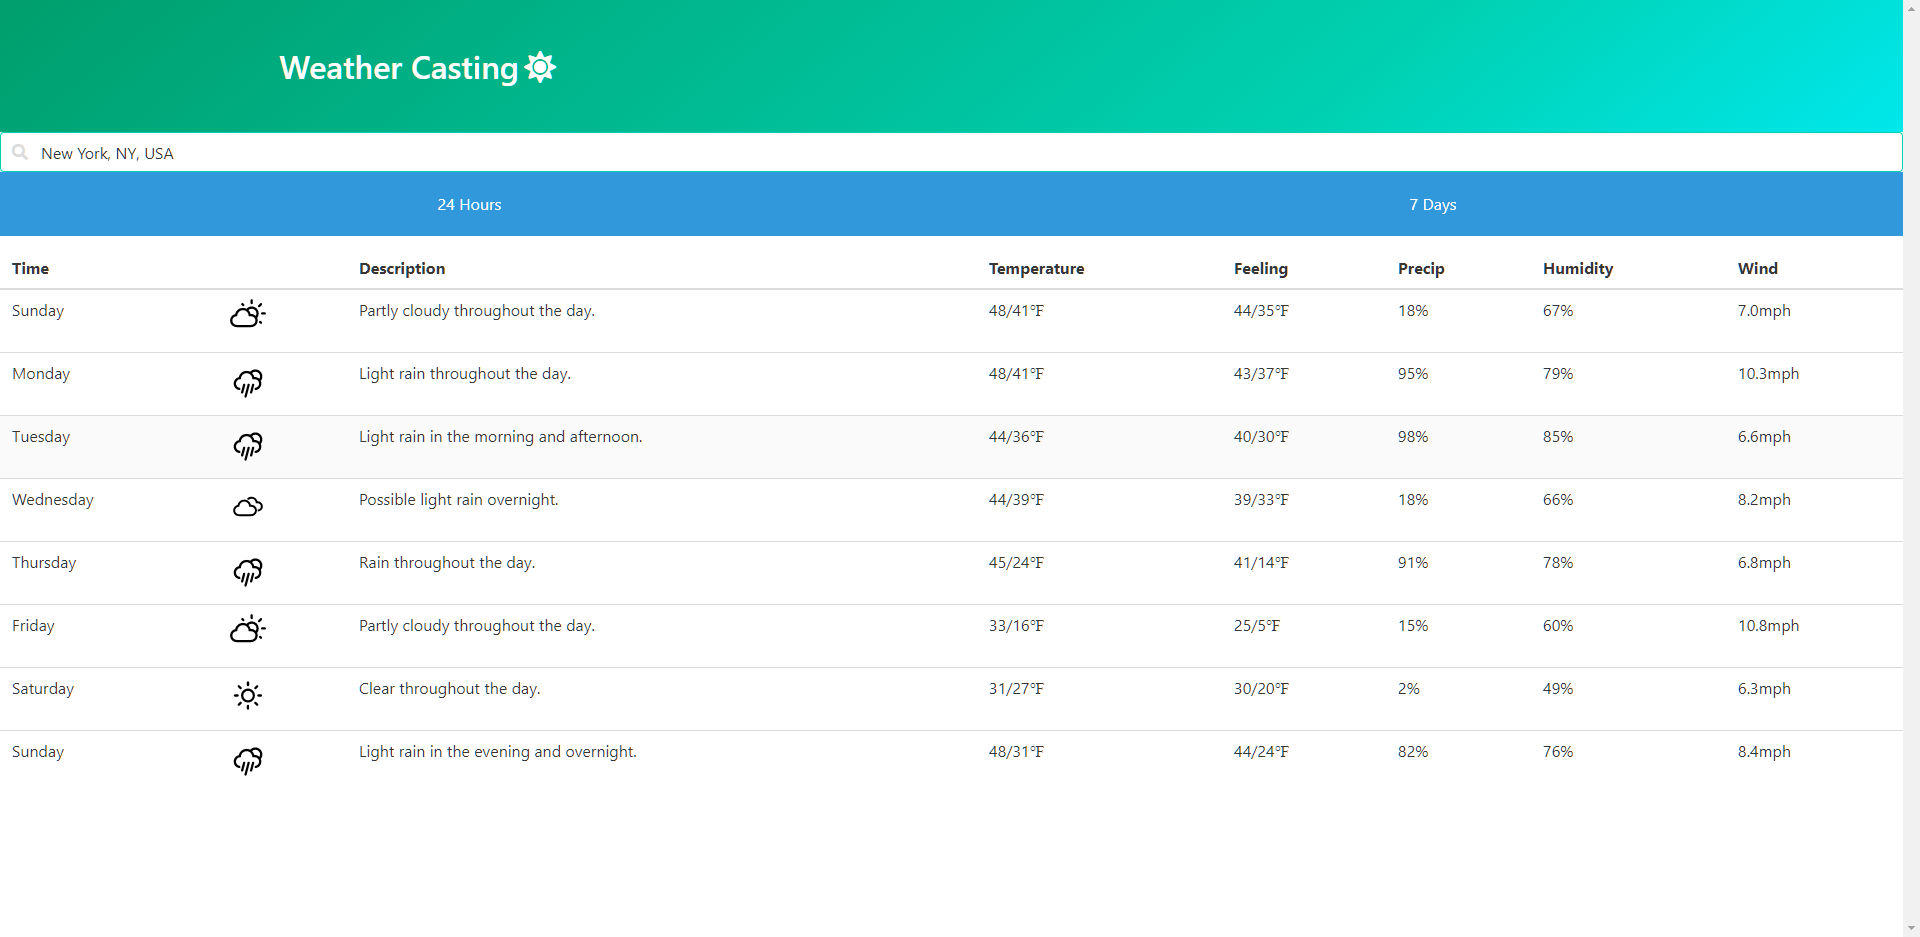 Weather Casting
New York, NY, USA
24 Hours 7 Days
Time Description Temperature Feeling Precip Humidity Wind
Sunday Partly cloudy throughout the day. 48/41°F 44/35°F 18% 67% 7.0mph
Monday Light rain throughout the day. 48/41°F 43/37°F 95% 79% 10.3mph
Tuesday Light rain in the morning and afternoon. 44/36°F 40/30°F 98% 85% 6.6mph
Wednesday Possible light rain overnight. 44/39°F 39/33°F 18% 66% 8.2mph
Thursday Rain throughout the day. 45/24°F 41/14°F 91% 78% 6.8mph
Friday Partly cloudy throughout the day. 33/16°F 25/5°F 15% 60% 10.8mph
Saturday Clear throughout the day. 31/27°F 30/20°F 2% 49% 6.3mph
Sunday Light rain in the evening and overnight. 48/31°F 44/24°F 82% 76% 8.4mph